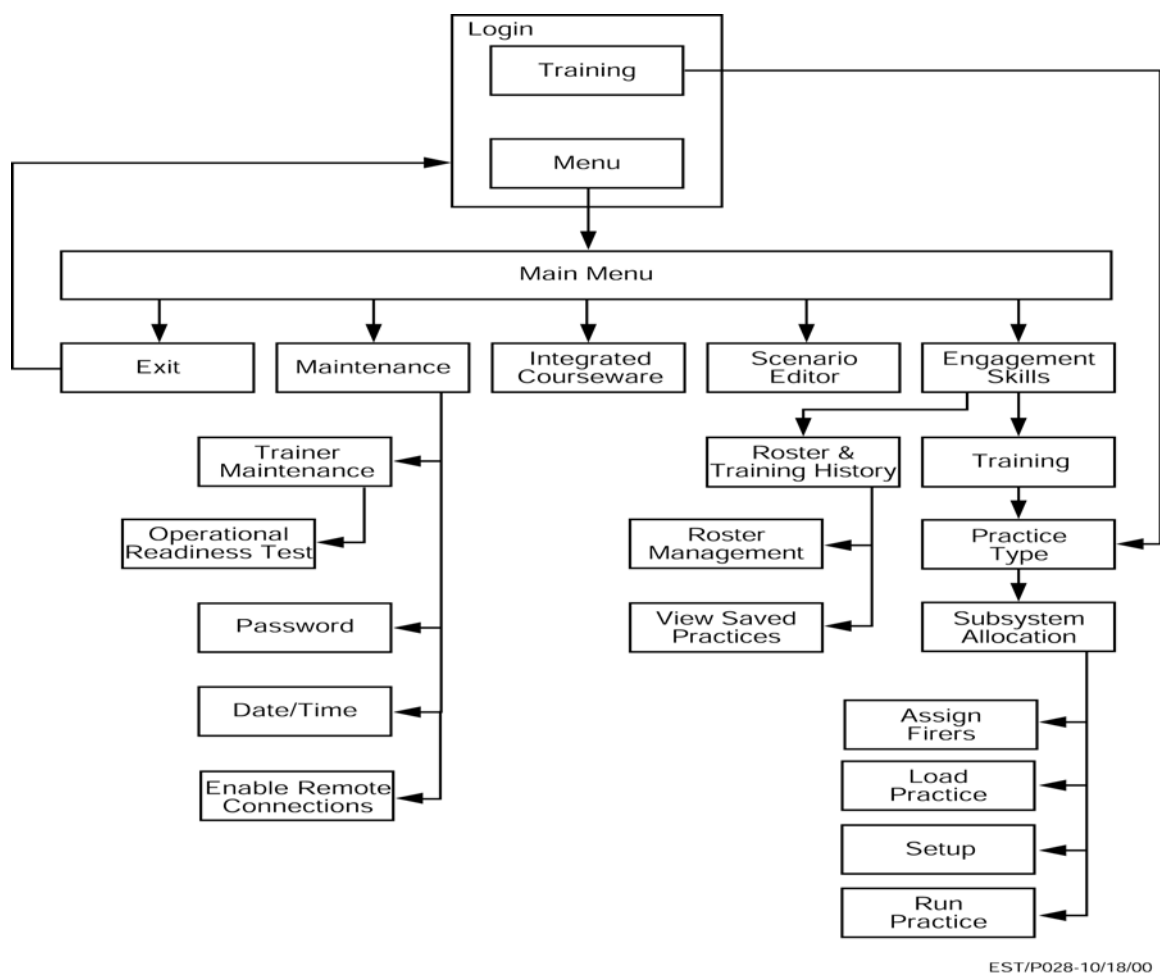 Login
Training
Menu
Main Menu
Exit
Maintenance
Integrated
Courseware
Scenario
Editor
Engagement
Skills
Trainer
Maintenance
Operational
Readiness Test
Password
Date/Time
Enable Remote
Connections
Roster &
Training History
Roster
Management
View Saved
Practices
Training
Practice
Type
Subsystem
Allocation
Assign
Firers
Load
Practice
Setup
Run
Practice
EST/P028-10/18/00